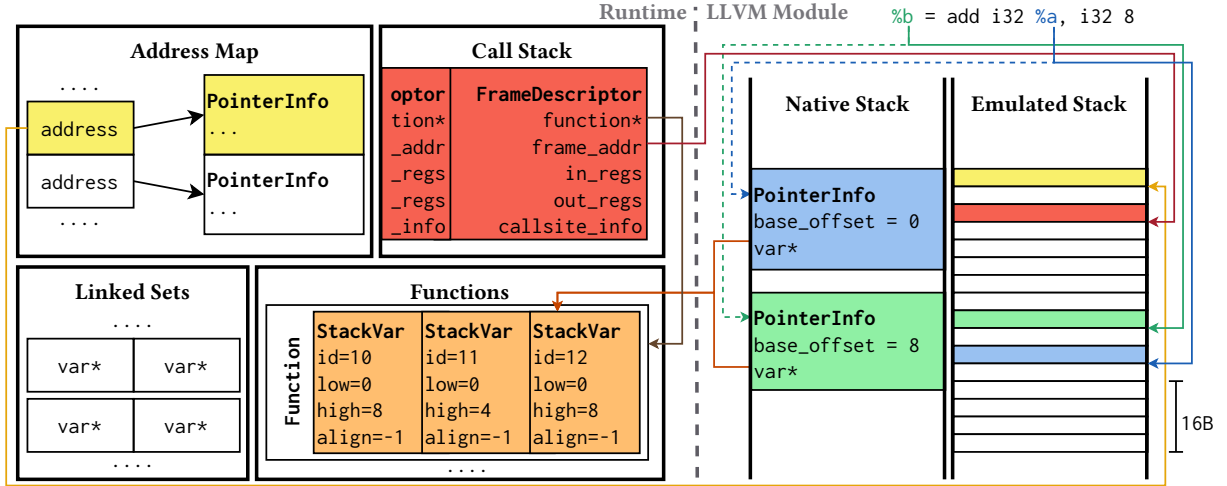 Runtime
LLVM Module
%b = add i32 %a, i32 8
Address Map
....
address
address
....
PointerInfo
...
PointerInfo
...
Call Stack
optor
tion*
_addr
_regs
_regs
_info
FrameDescriptor
function*
frame_addr
in_regs
out_regs
callsite_info
Linked Sets
....
var* var*
var* var*
....
Functions
Function
StackVar
id=10
low=0
high=8
align=-1
StackVar
id=11
low=0
high=4
align=-1
StackVar
id=12
low=0
high=8
align=-1
....
Native Stack
PointerInfo
base_offset = 0
var*
PointerInfo
base_offset = 8
var*
Emulated Stack
16B